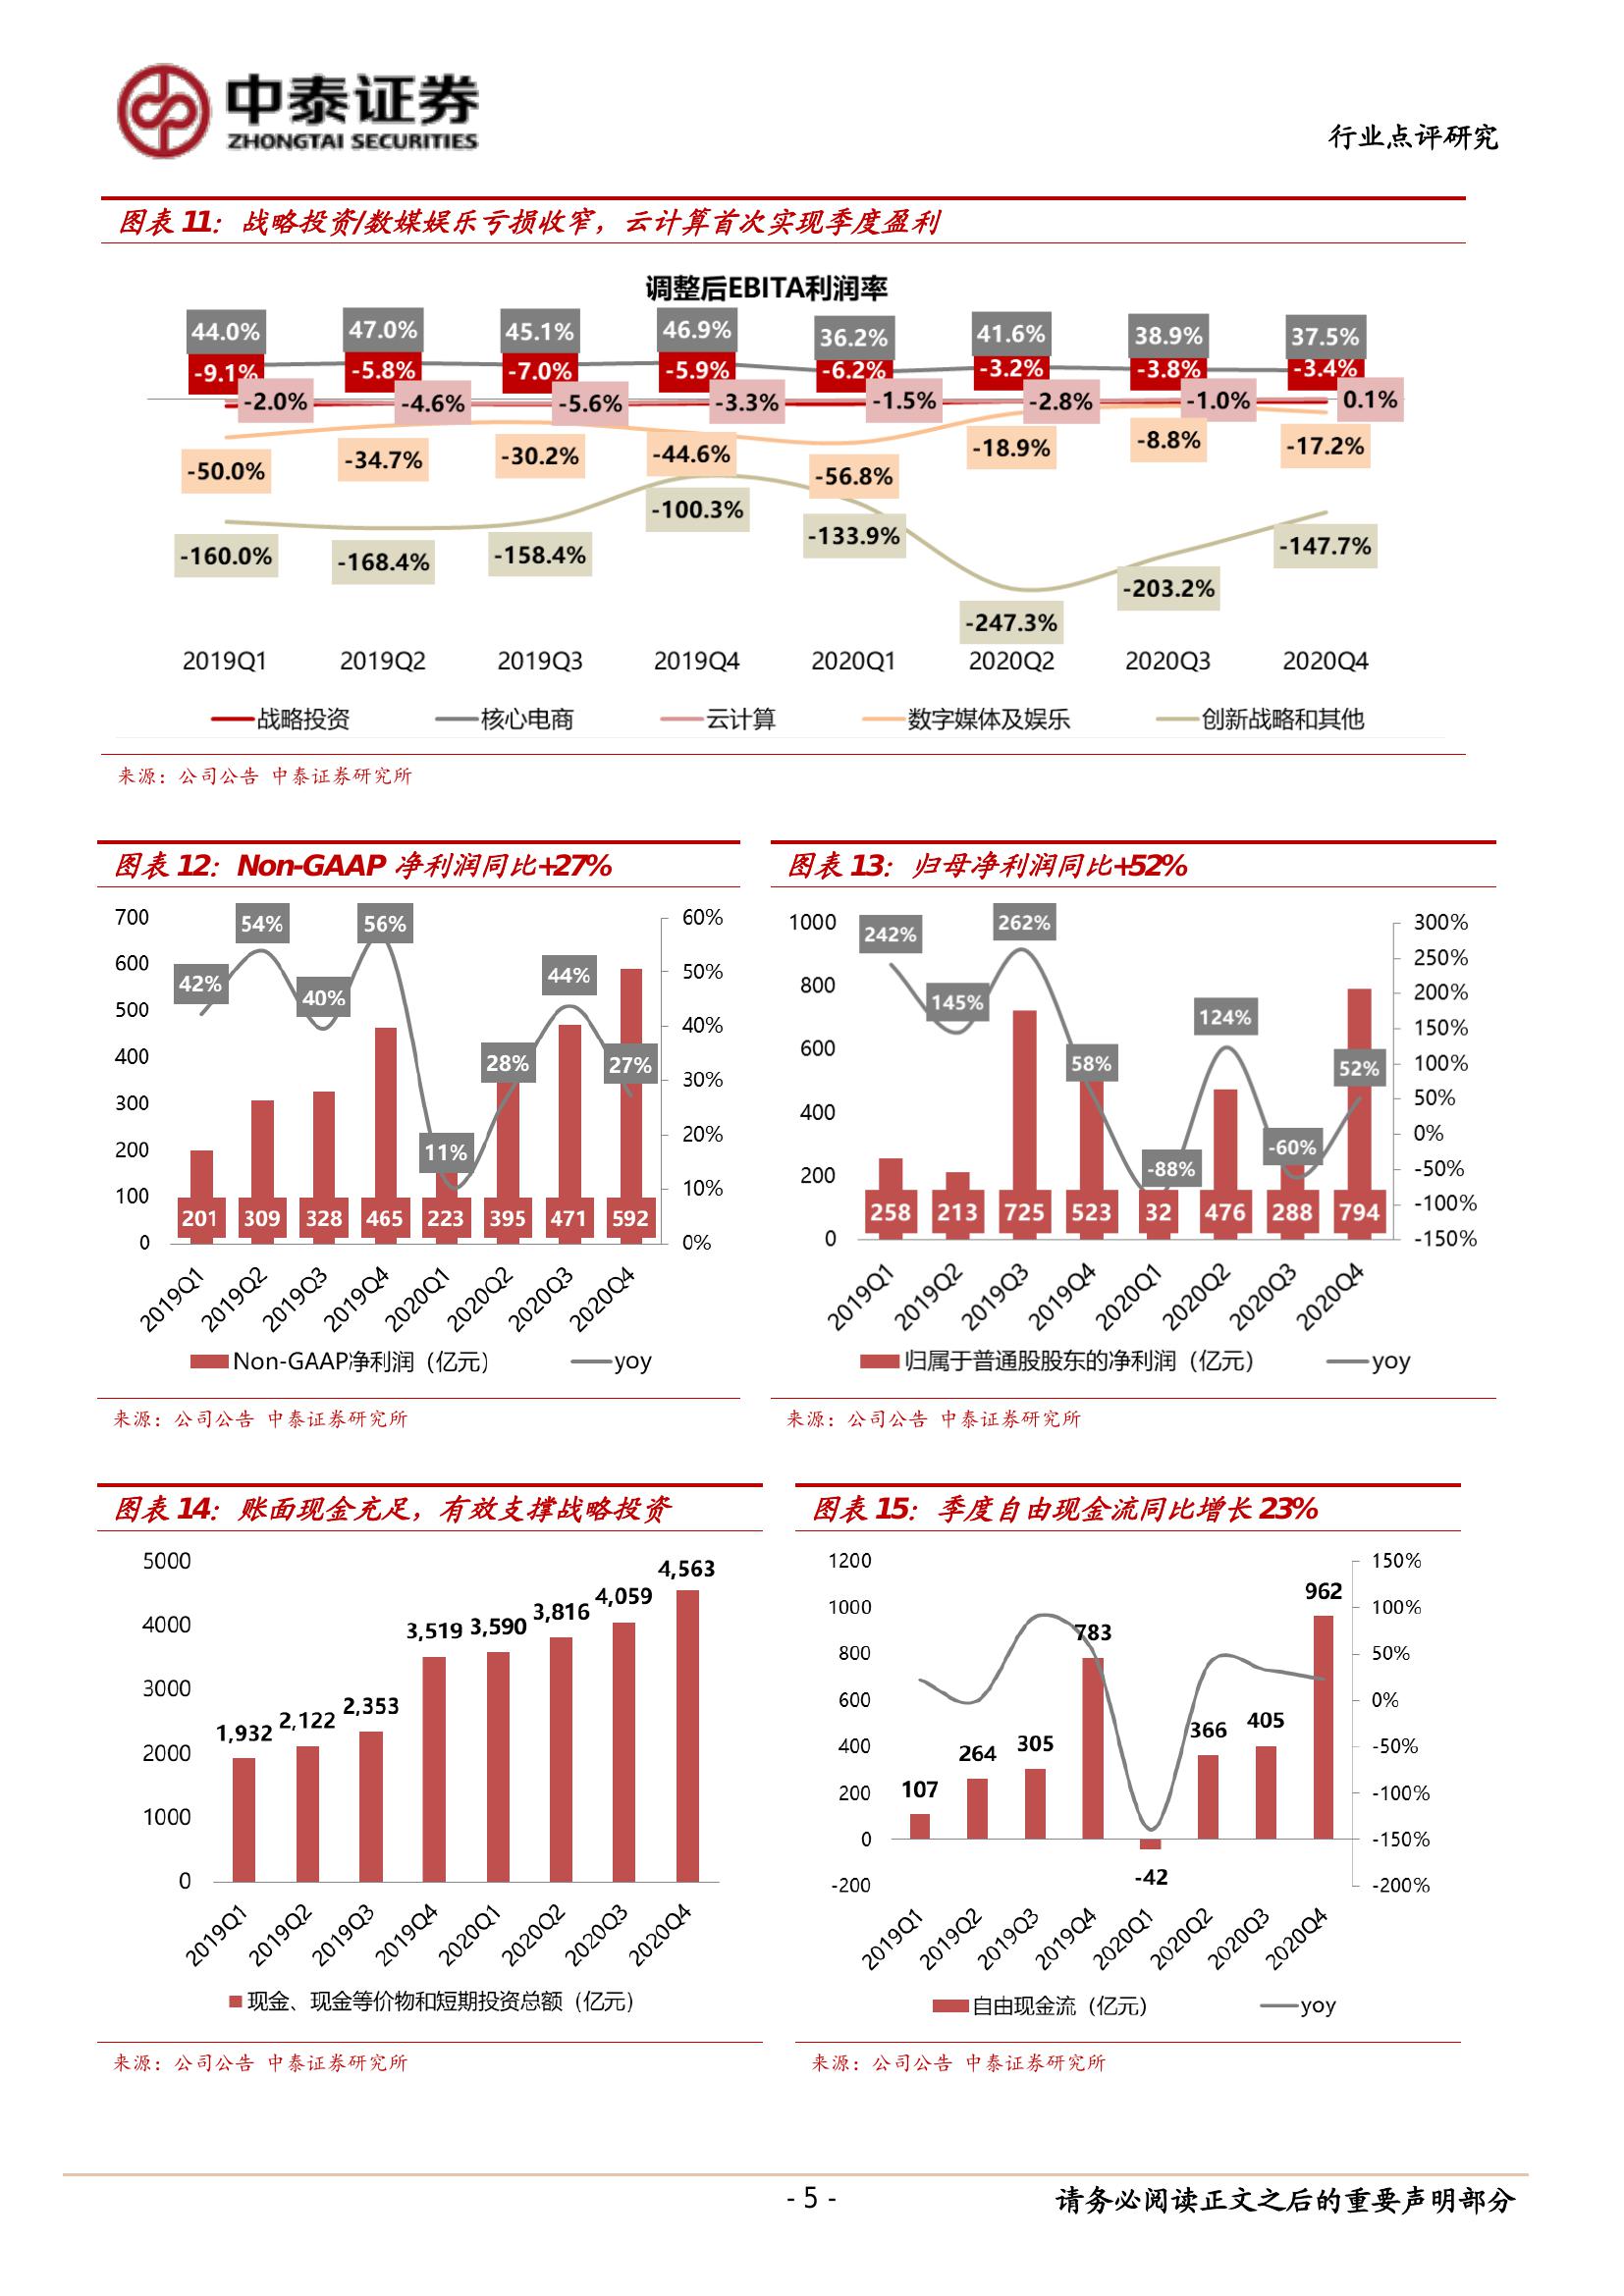 中泰证券
ZHONGTAI SECURITIES
行业点评研究
图表 11：战略投资/数媒娱乐亏损收窄，云计算首次实现季度盈利
调整后EBITA利润率
44.0% 47.0% 45.1% 46.9% 36.2% 41.6% 38.9% 37.5%
-9.1% -5.8% -7.0% -5.9% -6.2% -3.2% -3.8% -3.4%
-2.0% -4.6% -5.6% -3.3% -1.5% -2.8% -1.0% 0.1%
-50.0% -34.7% -30.2% -44.6% -56.8% -18.9% -8.8% -17.2%
-160.0% -168.4% -158.4% -100.3% -133.9% -247.3% -203.2% -147.7%
2019Q1 2019Q2 2019Q3 2019Q4 2020Q1 2020Q2 2020Q3 2020Q4
战略投资 核心电商 云计算 数字媒体及娱乐 创新战略和其他
来源：公司公告 中泰证券研究所
图表 12：Non-GAAP 净利润同比+27%
700 600 500 400 300 200 100 0
60% 50% 40% 30% 20% 10% 0%
42% 54% 40% 56% 11% 28% 44% 27%
201 309 328 465 223 395 471 592
2019Q1 2019Q2 2019Q3 2019Q4 2020Q1 2020Q2 2020Q3 2020Q4
Non-GAAP净利润（亿元） yoy
来源：公司公告 中泰证券研究所
图表 13：归母净利润同比+52%
1000 800 600 400 200 0
300% 250% 200% 150% 100% 50% 0% -50% -100% -150%
242% 145% 262% 58% -88% 124% -60% 52%
258 213 725 523 32 476 288 794
2019Q1 2019Q2 2019Q3 2019Q4 2020Q1 2020Q2 2020Q3 2020Q4
归属于普通股股东的净利润（亿元） yoy
来源：公司公告 中泰证券研究所
图表 14：账面现金充足，有效支撑战略投资
5000 4000 3000 2000 1000 0
1,932 2,122 2,353 3,519 3,590 3,816 4,059 4,563
2019Q1 2019Q2 2019Q3 2019Q4 2020Q1 2020Q2 2020Q3 2020Q4
现金、现金等价物和短期投资总额（亿元）
来源：公司公告 中泰证券研究所
图表 15：季度自由现金流同比增长 23%
1200 1000 800 600 400 200 0 -200
150% 100% 50% 0% -50% -100% -150% -200%
107 264 305 783 -42 366 405 962
2019Q1 2019Q2 2019Q3 2019Q4 2020Q1 2020Q2 2020Q3 2020Q4
自由现金流（亿元） yoy
来源：公司公告 中泰证券研究所
- 5 -
请务必阅读正文之后的重要声明部分